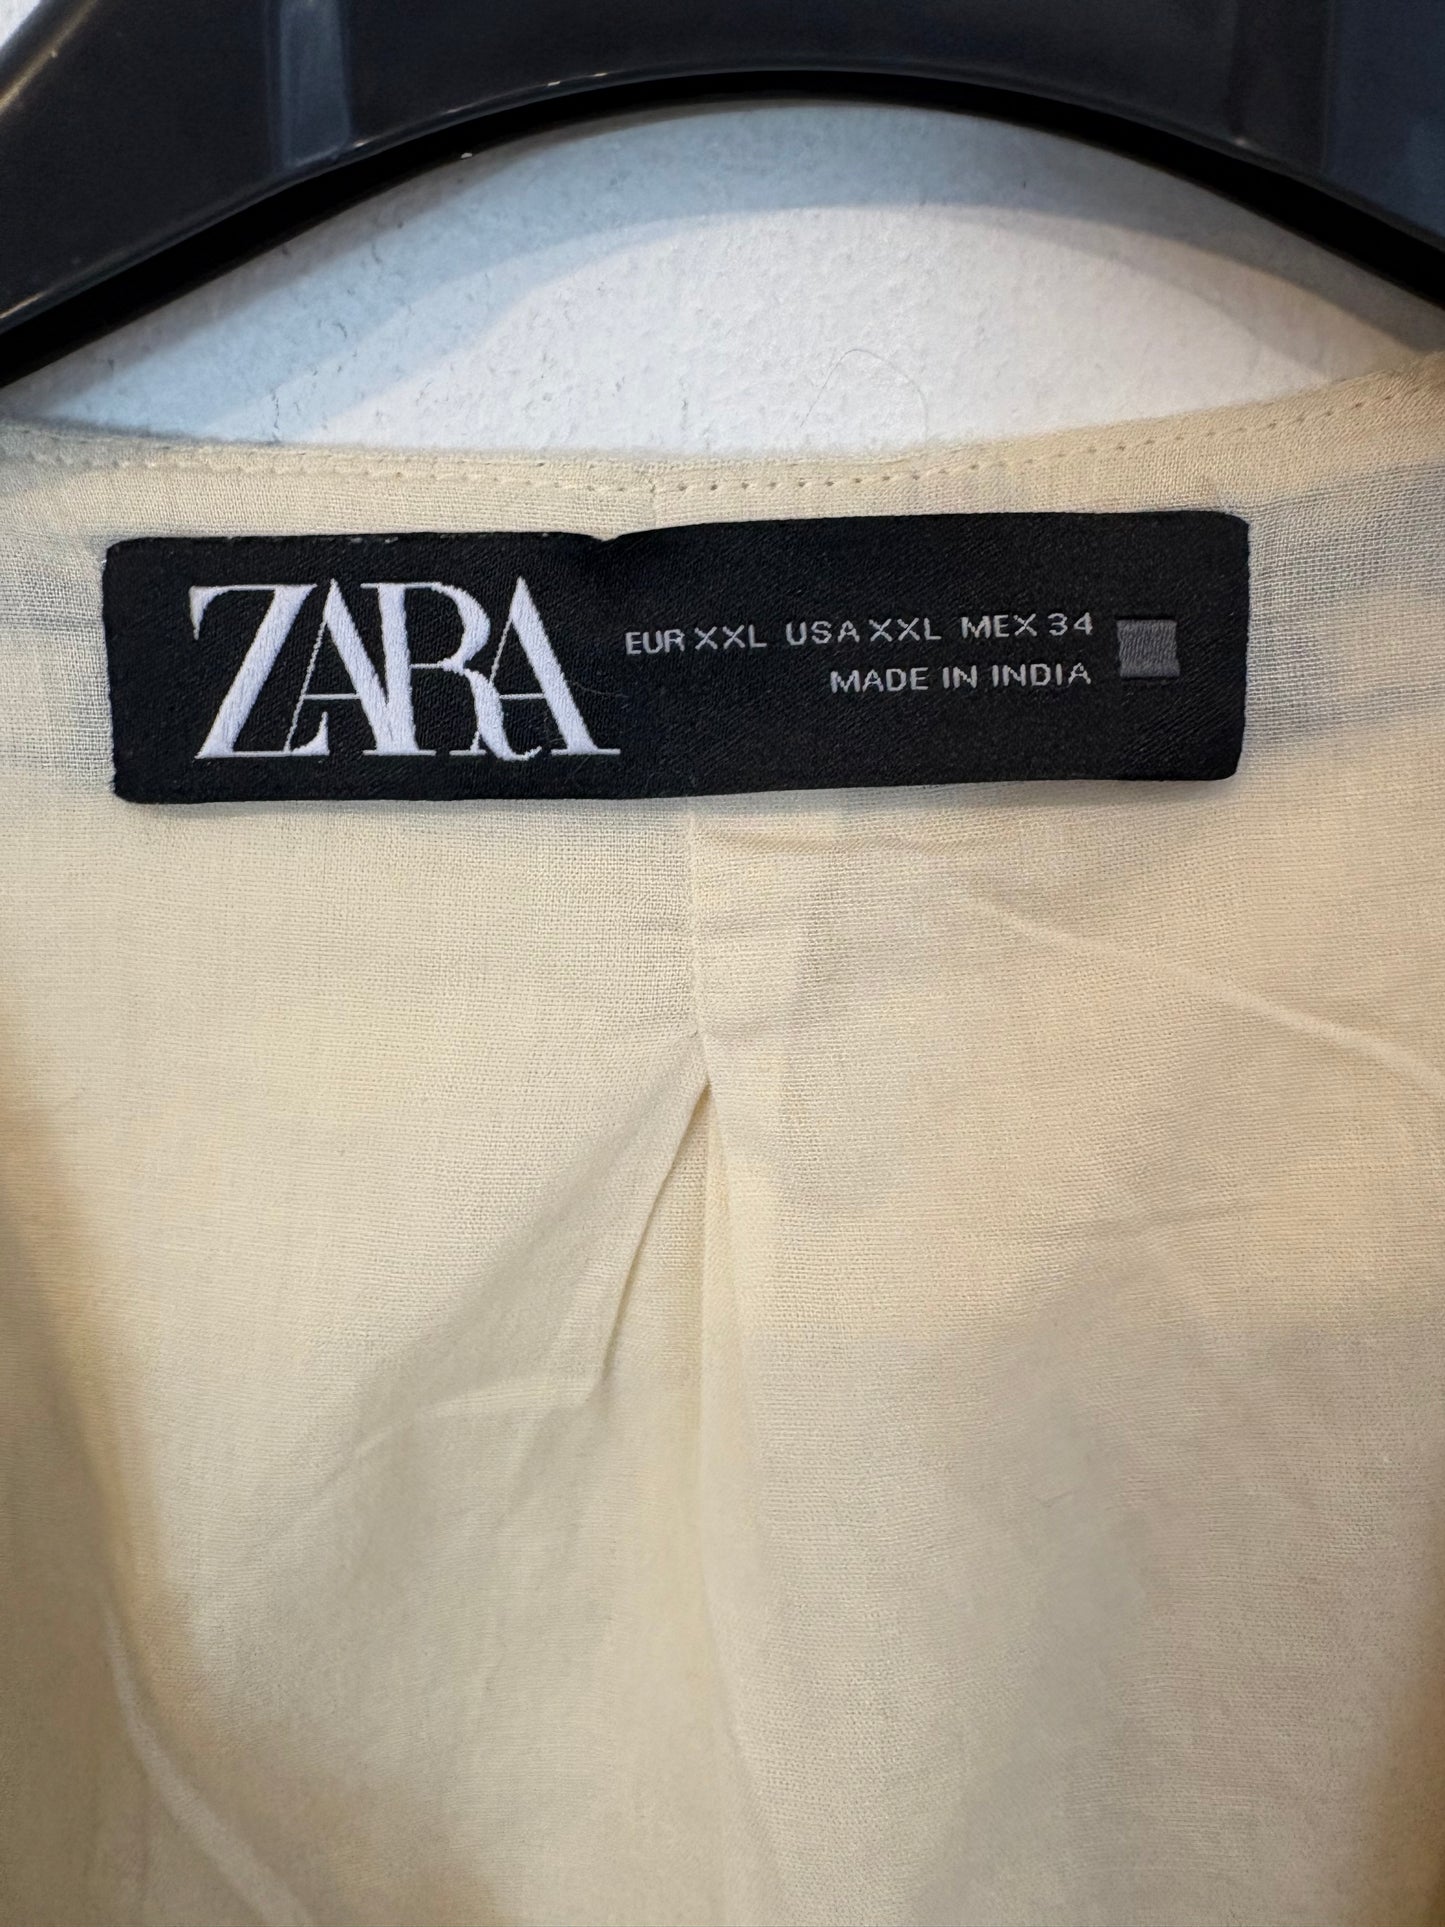 ZARA
EUR XXL USA XXL MEX 34
MADE IN INDIA